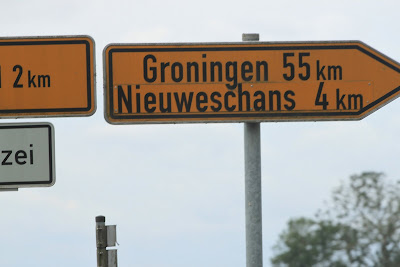 2 km
Groningen 55 km
Nieuweschans 4 km
zei